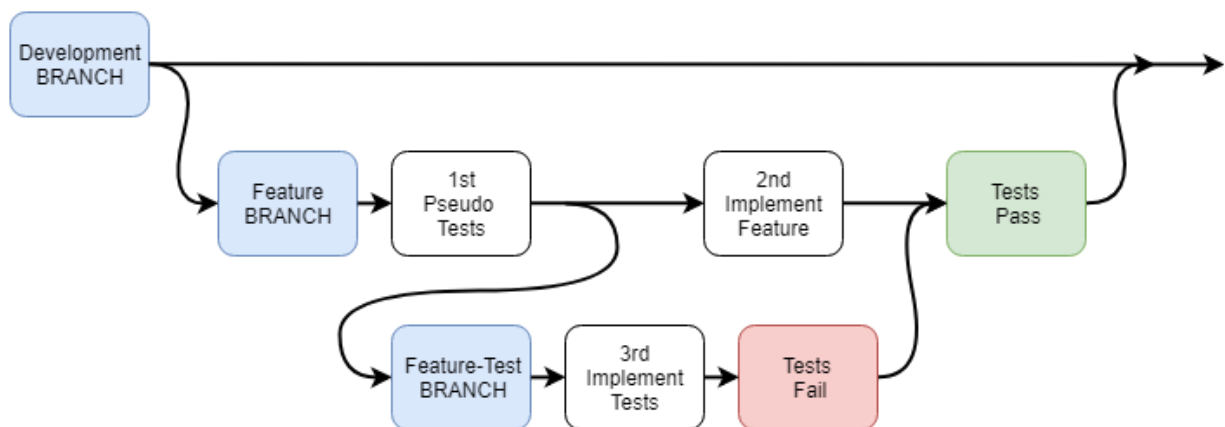 Development
BRANCH
Feature
BRANCH
1st
Pseudo
Tests
2nd
Implement
Feature
Tests
Pass
Feature-Test
BRANCH
3rd
Implement
Tests
Tests
Fail